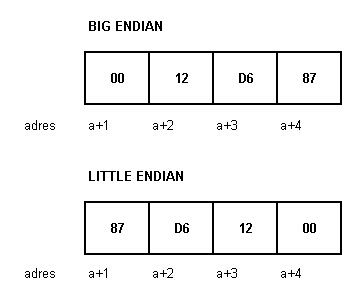 BIG ENDIAN
00 12 D6 87
adres a+1 a+2 a+3 a+4
LITTLE ENDIAN
87 D6 12 00
adres a+1 a+2 a+3 a+4